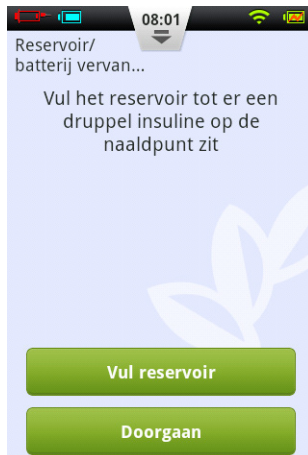 08:01
Reservoir/
batterij vervan...
Vul het reservoir tot er een
druppel insuline op de
naaldpunt zit
Vul reservoir
Doorgaan